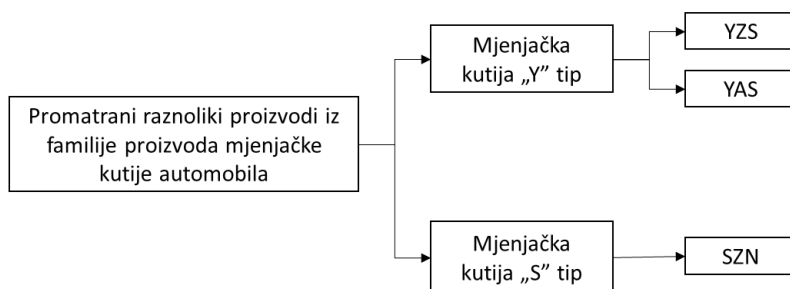 Promatrani raznoliki proizvodi iz
familije proizvoda mjenjačke
kutije automobila
Mjenjačka
kutija „Y” tip
YZS
YAS
Mjenjačka
kutija „S” tip
SZN